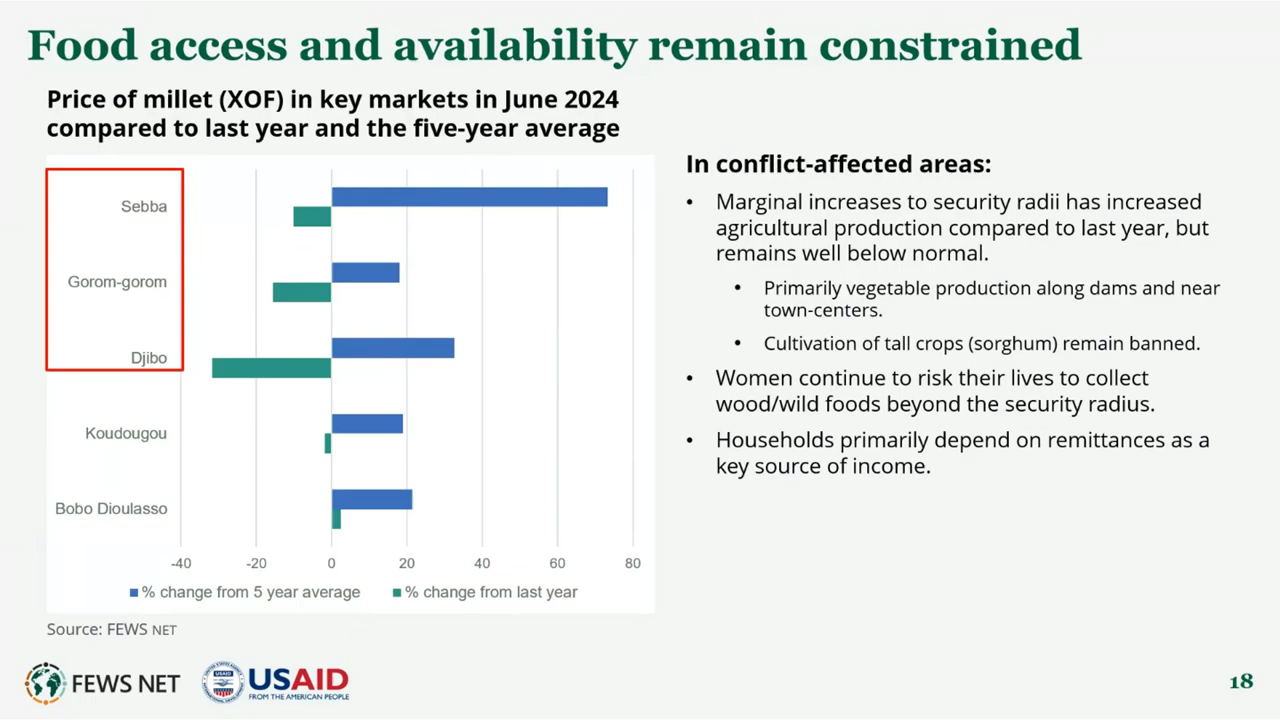 Food access and availability remain constrained
Price of millet (XOF) in key markets in June 2024
compared to last year and the five-year average
Sebba
Gorom-gorom
Djibo
Koudougou
Bobo Dioulasso
-40 -20 0 20 40 60 80
% change from 5 year average % change from last year
Source: FEWS NET
In conflict-affected areas:
• Marginal increases to security radii has increased
agricultural production compared to last year, but
remains well below normal.
• Primarily vegetable production along dams and near
town-centers.
• Cultivation of tall crops (sorghum) remain banned.
• Women continue to risk their lives to collect
wood/wild foods beyond the security radius.
• Households primarily depend on remittances as a
key source of income.
FEWS NET
USAID
USAID
FROM THE AMERICAN PEOPLE
18